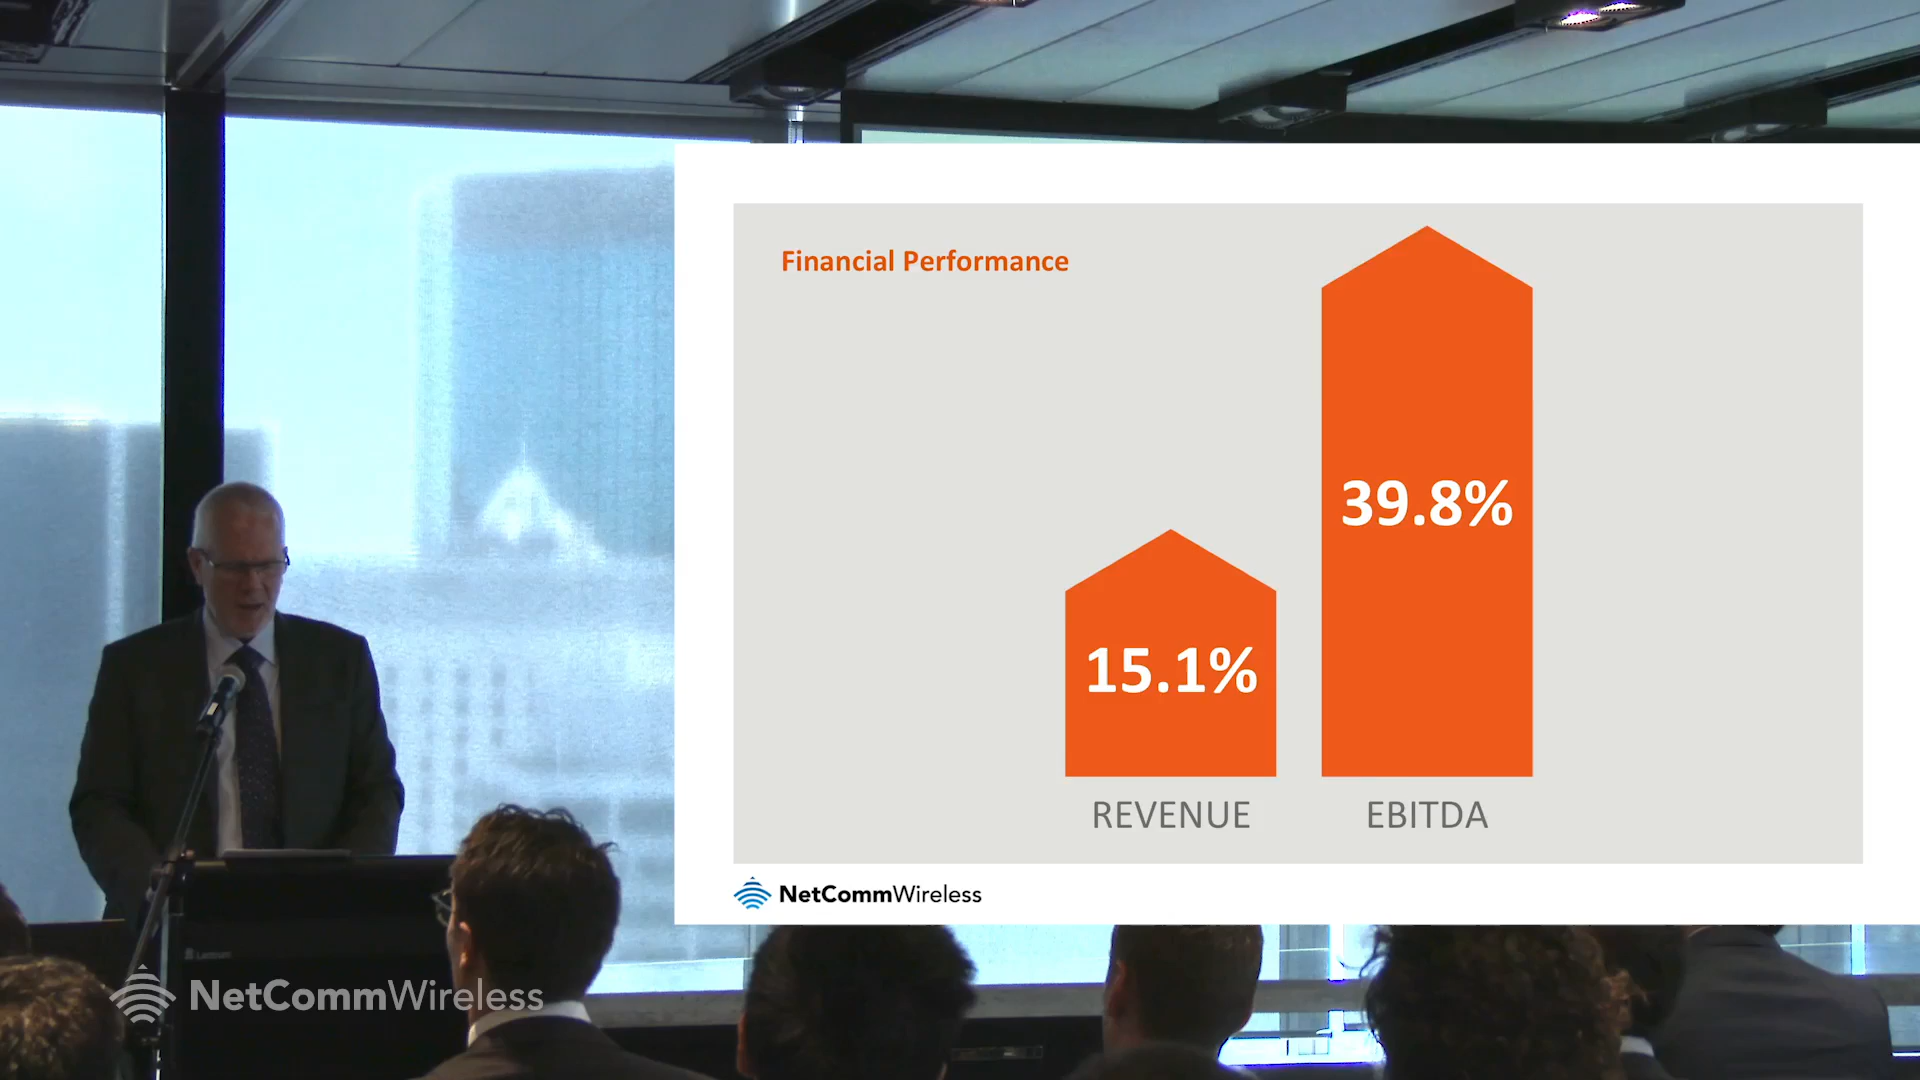 Financial Performance
39.8%
15.1%
REVENUE
EBITDA
NetCommWireless
NetCommWireless